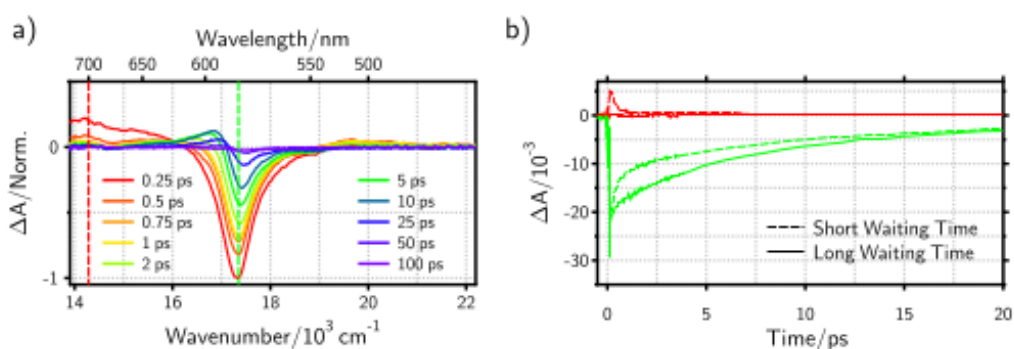 a)
Wavelength/nm
700 650 600 550 500
ΔA/Norm.
0
-1
0.25 ps
0.5 ps
0.75 ps
1 ps
2 ps
5 ps
10 ps
25 ps
50 ps
100 ps
14 16 18 20 22
Wavenumber/10³ cm⁻¹
b)
ΔA/10⁻³
0
-10
-20
-30
Short Waiting Time
Long Waiting Time
0 5 10 15 20
Time/ps